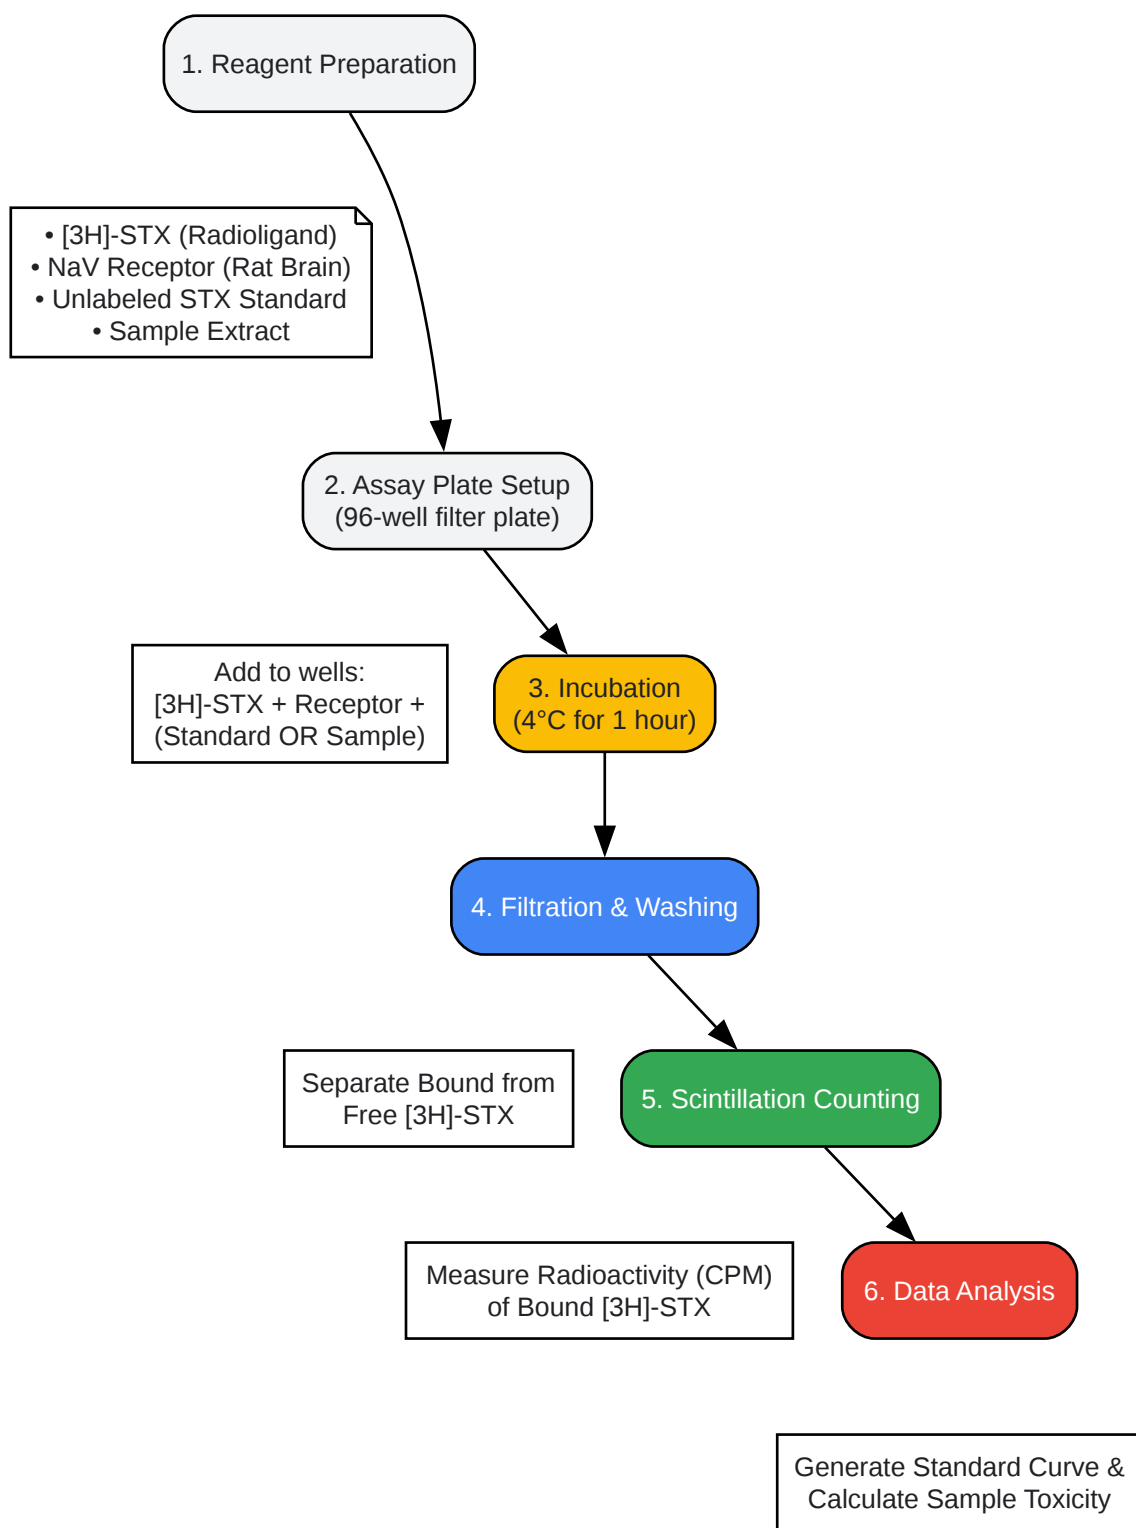 1. Reagent Preparation
• [3H]-STX (Radioligand)
• NaV Receptor (Rat Brain)
• Unlabeled STX Standard
• Sample Extract
2. Assay Plate Setup
(96-well filter plate)
Add to wells:
[3H]-STX + Receptor +
(Standard OR Sample)
3. Incubation
(4°C for 1 hour)
4. Filtration & Washing
Separate Bound from
Free [3H]-STX
5. Scintillation Counting
Measure Radioactivity (CPM)
of Bound [3H]-STX
6. Data Analysis
Generate Standard Curve &
Calculate Sample Toxicity